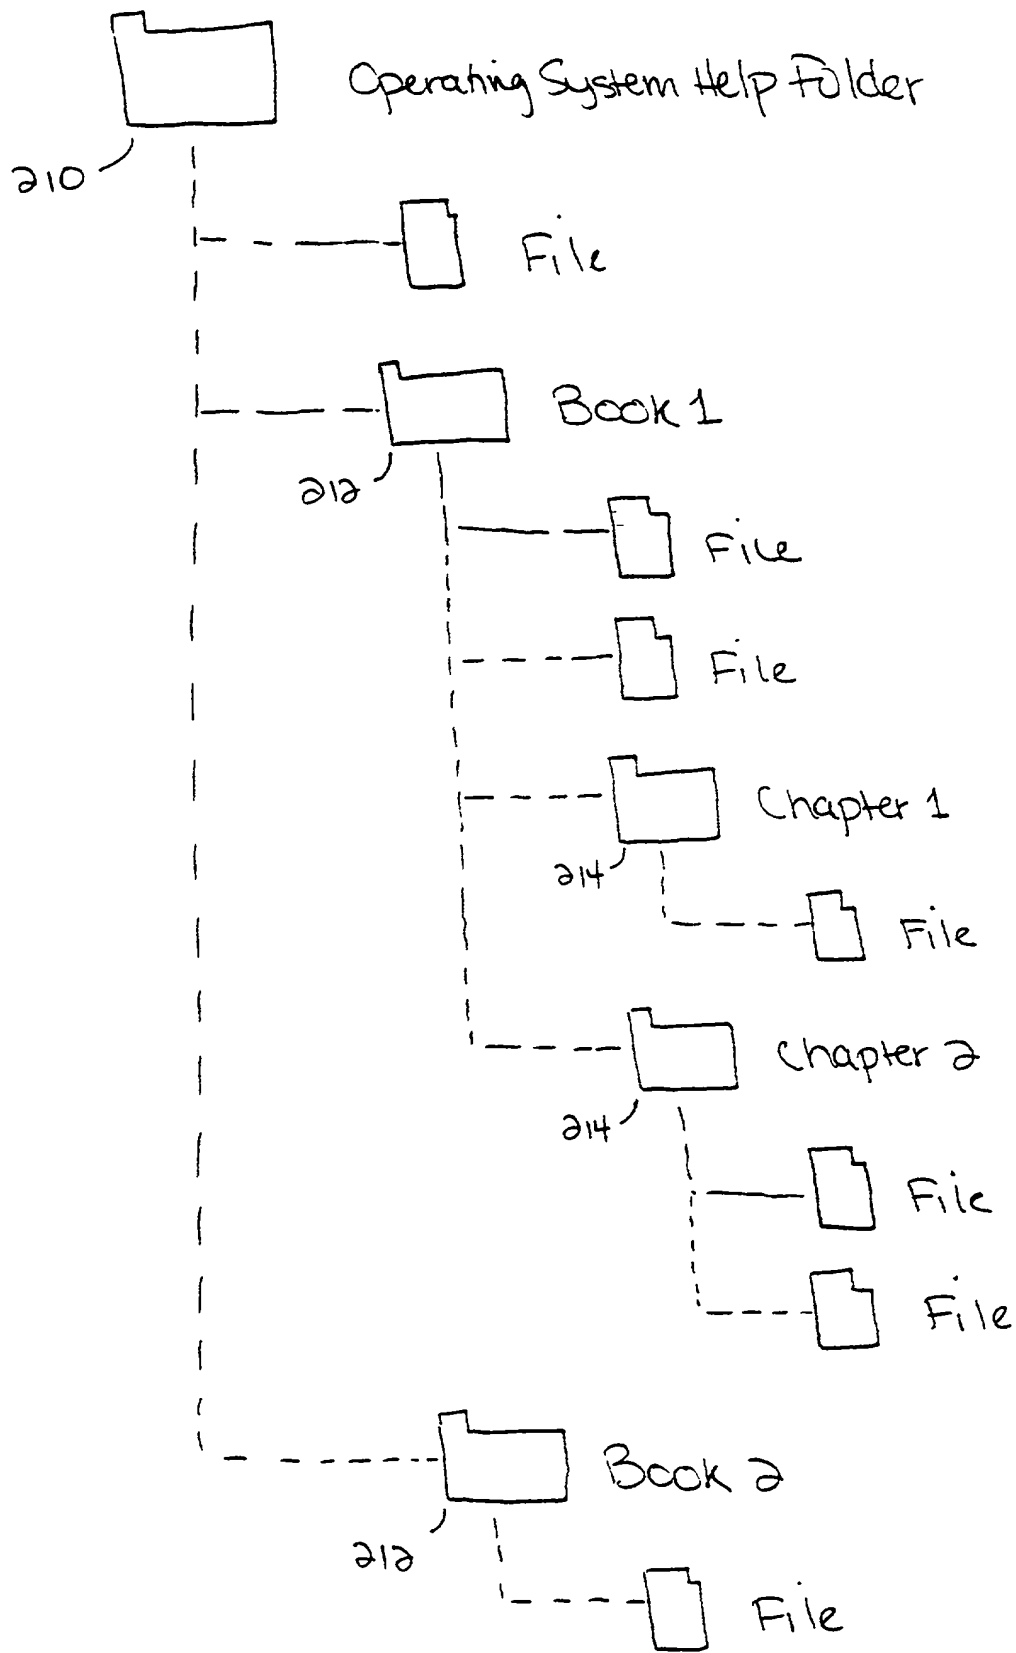 Operating System Help Folder
210
File
Book 1
212
File
File
Chapter 1
214
File
Chapter 2
214
File
File
Book 2
212
File